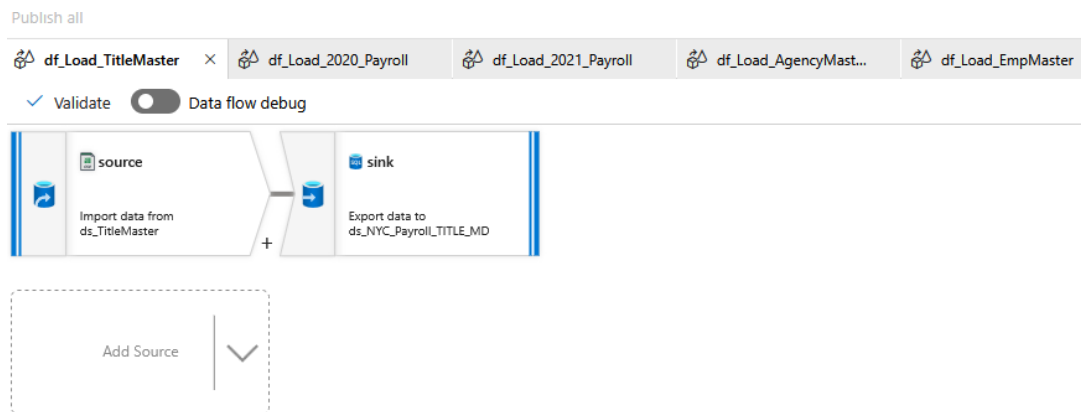 Publish all
df_Load_TitleMaster × df_Load_2020_Payroll df_Load_2021_Payroll df_Load_AgencyMast... df_Load_EmpMaster
Validate Data flow debug
source
Import data from
ds_TitleMaster
+
sink
Export data to
ds_NYC_Payroll_TITLE_MD
Add Source